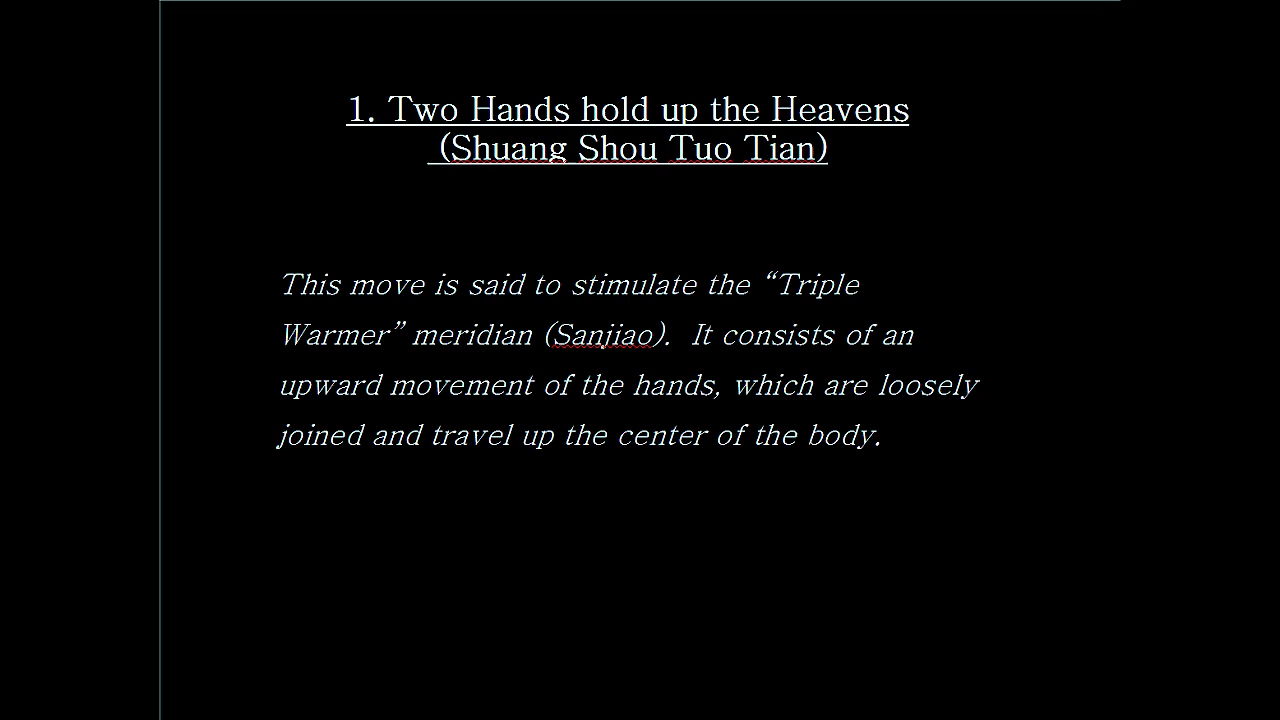 1. Two Hands hold up the Heavens
(Shuang Shou Tuo Tian)
This move is said to stimulate the “Triple
Warmer” meridian (Sanjiao).  It consists of an
upward movement of the hands, which are loosely
joined and travel up the center of the body.